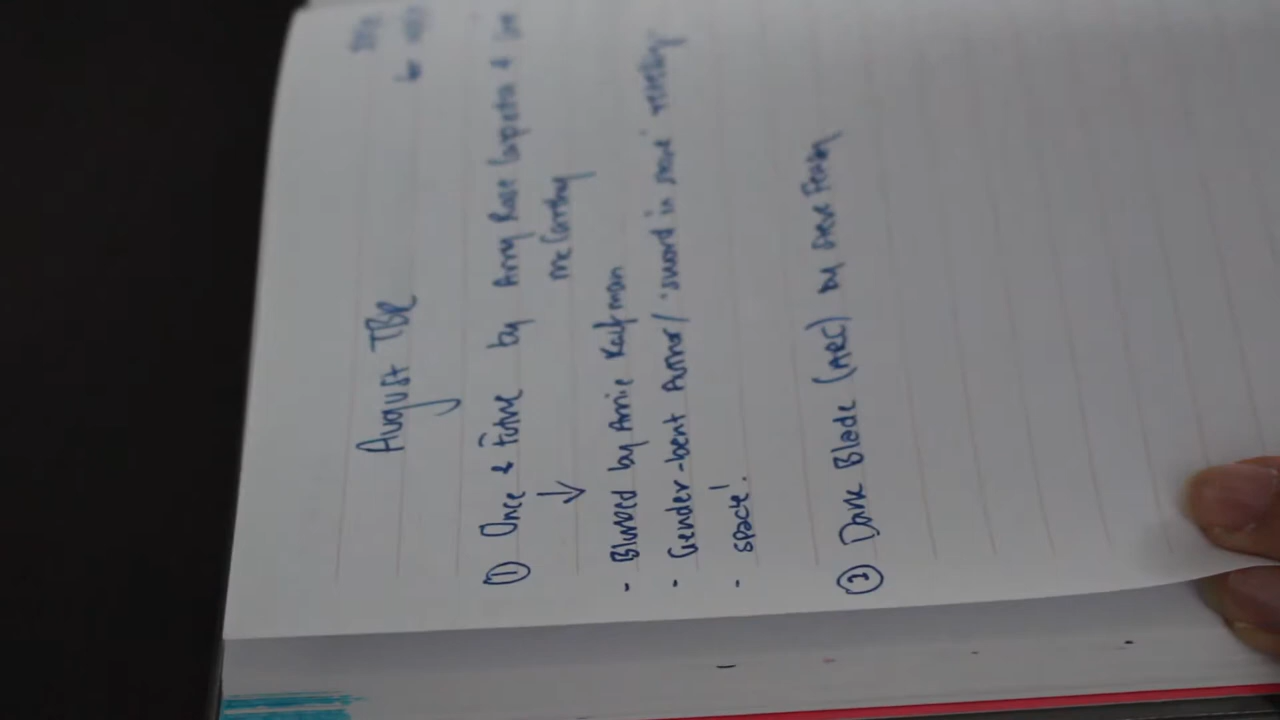 August TBR
① Once & Future by Amy Rose Capetta &
McCarthy
↓
- Blurbed by Amie Kaufman
- Gender-bent Arthur/ 'sword in stone' retelling
- space!
② Dark Blade (ARC) by Steve Feasey